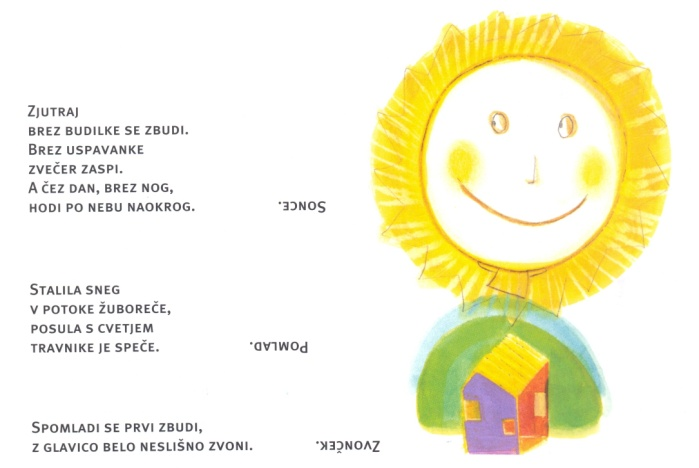 Zjutraj
brez budilke se zbudi.
Brez uspavanke
zvečer zaspi.
A čez dan, brez nog,
hodi po nebu naokrog.
Sonce.
Stalila sneg
v potoke žuboreče,
posula s cvetjem
travnike je speče.
Pomlad.
Spomladi se prvi zbudi,
z glavico belo neslišno zvoni.
Zvonček.